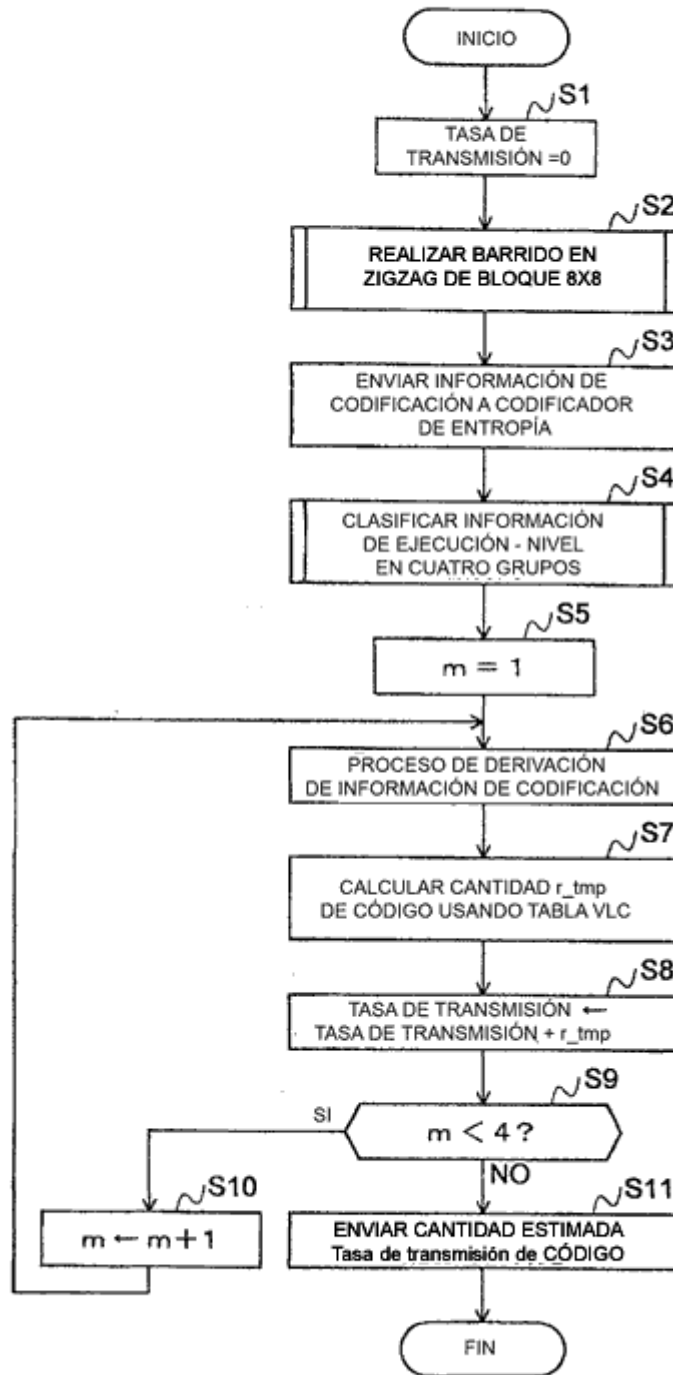 INICIO
S1
TASA DE
TRANSMISIÓN =0
S2
REALIZAR BARRIDO EN
ZIGZAG DE BLOQUE 8X8
S3
ENVIAR INFORMACIÓN DE
CODIFICACIÓN A CODIFICADOR
DE ENTROPÍA
S4
CLASIFICAR INFORMACIÓN
DE EJECUCIÓN - NIVEL
EN CUATRO GRUPOS
S5
m = 1
S6
PROCESO DE DERIVACIÓN
DE INFORMACIÓN DE CODIFICACIÓN
S7
CALCULAR CANTIDAD r_tmp
DE CÓDIGO USANDO TABLA VLC
S8
TASA DE TRANSMISIÓN ←
TASA DE TRANSMISIÓN + r_tmp
S9
SI
m < 4 ?
NO
S10
m ← m + 1
S11
ENVIAR CANTIDAD ESTIMADA
Tasa de transmisión de CÓDIGO
FIN